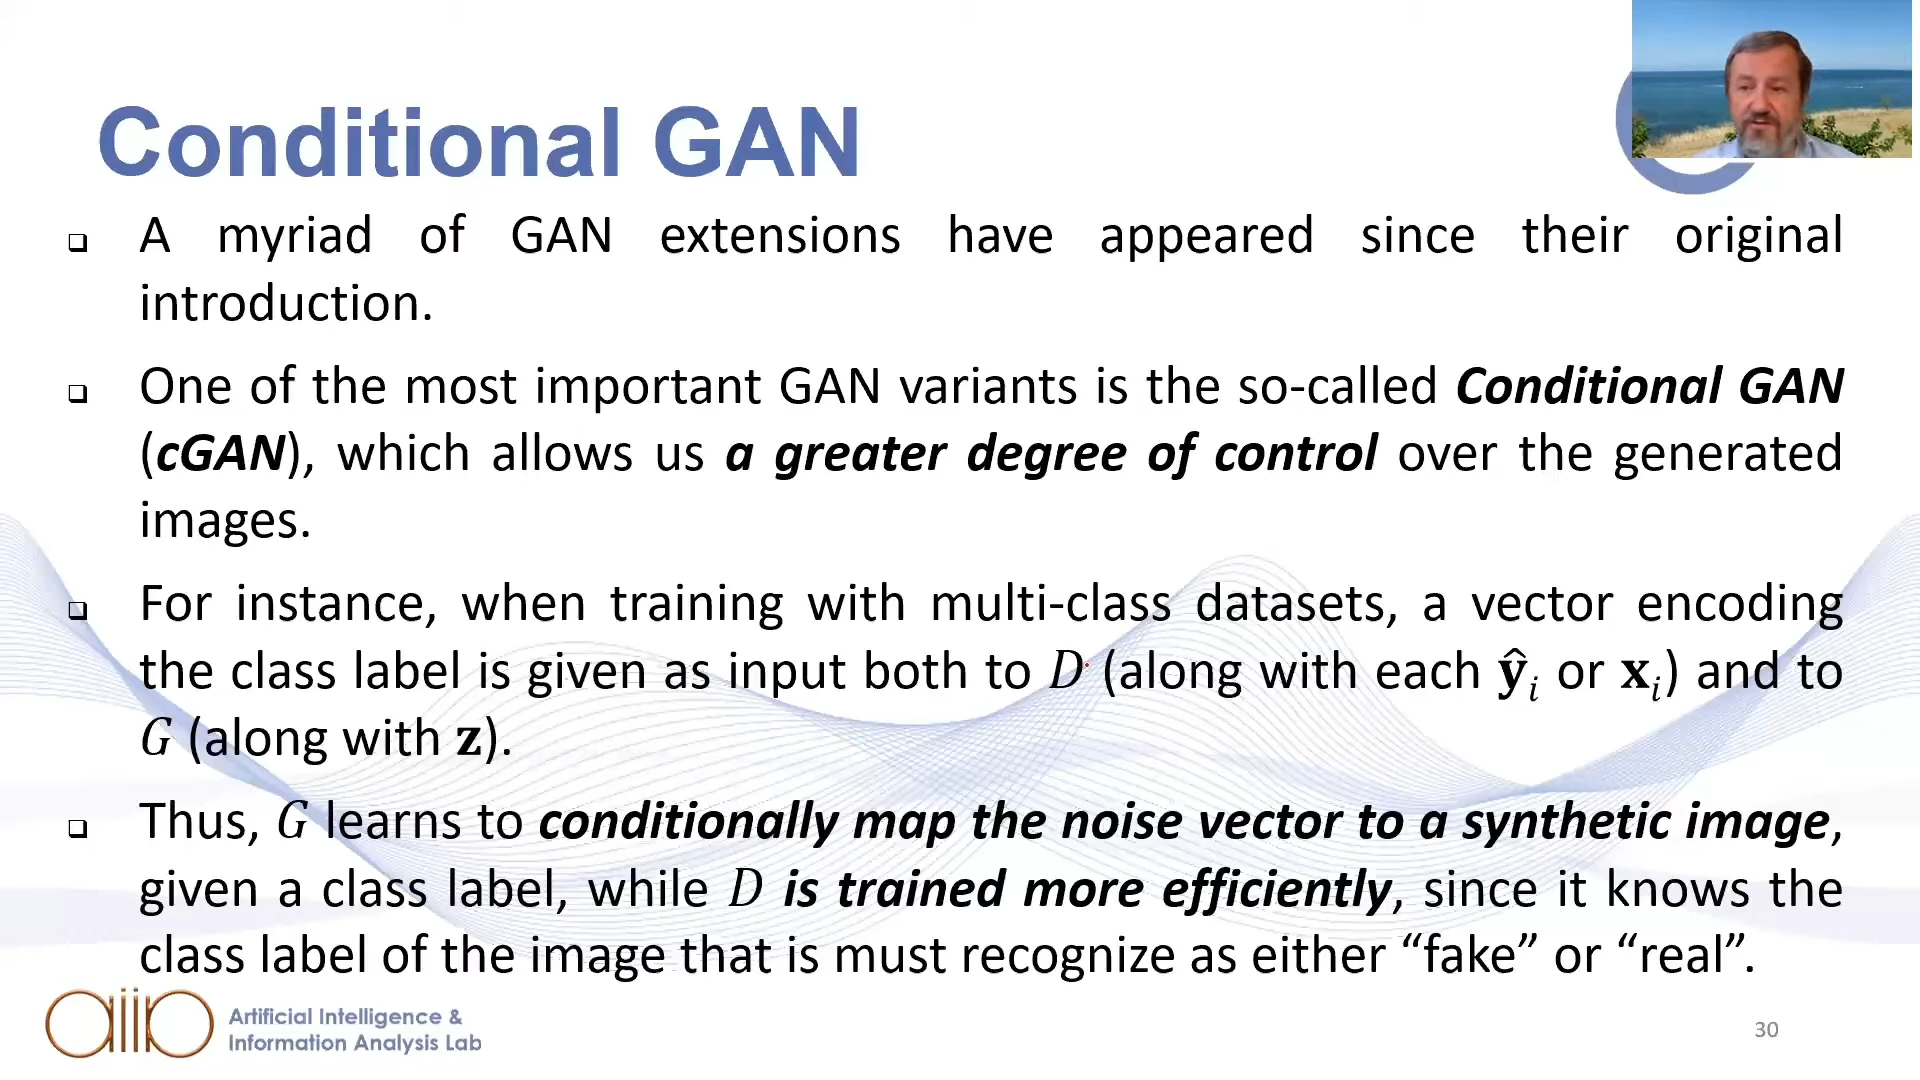 Conditional GAN
❑ A myriad of GAN extensions have appeared since their original
introduction.
❑ One of the most important GAN variants is the so-called Conditional GAN
(cGAN), which allows us a greater degree of control over the generated
images.
❑ For instance, when training with multi-class datasets, a vector encoding
the class label is given as input both to D (along with each ŷᵢ or xᵢ) and to
G (along with z).
❑ Thus, G learns to conditionally map the noise vector to a synthetic image,
given a class label, while D is trained more efficiently, since it knows the
class label of the image that is must recognize as either “fake” or “real”.
aiia
Artificial Intelligence &
Information Analysis Lab
30